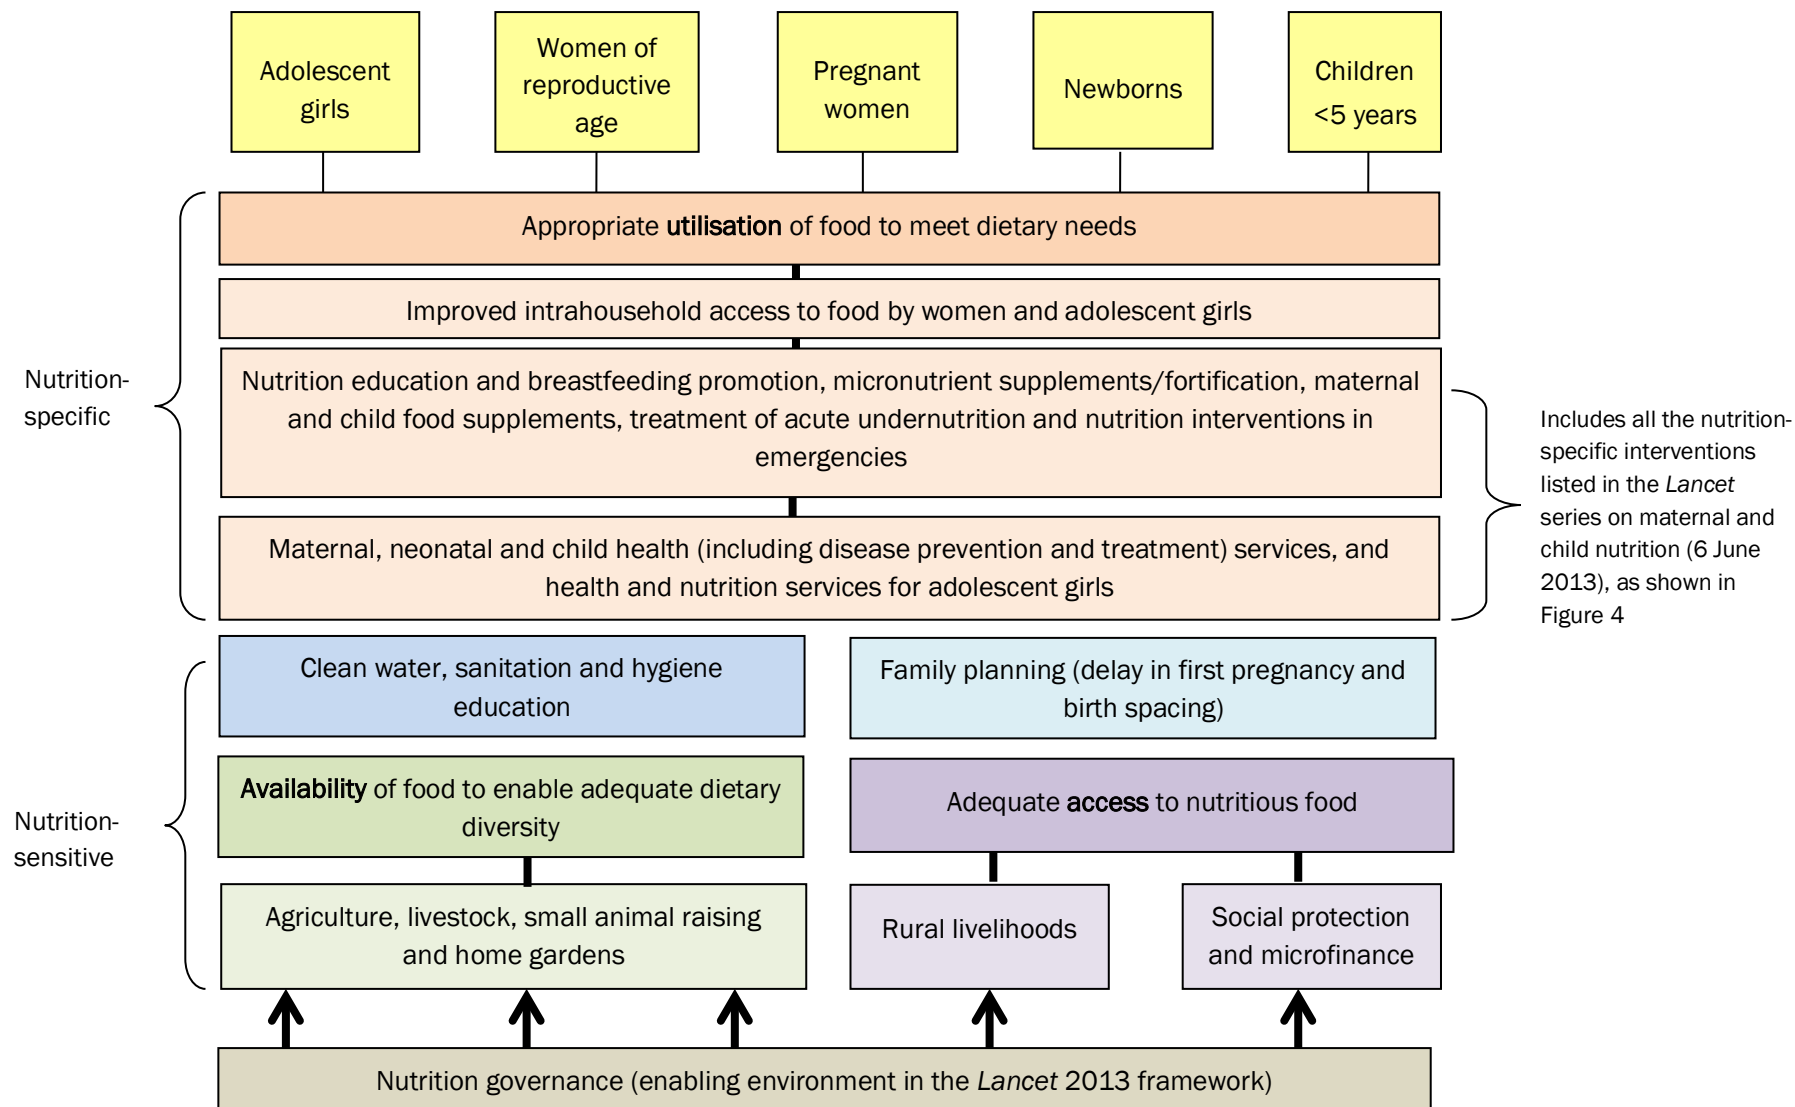 Adolescent
girls
Women of
reproductive
age
Pregnant
women
Newborns
Children
<5 years
Appropriate utilisation of food to meet dietary needs
Improved intrahousehold access to food by women and adolescent girls
Nutrition-
specific
Nutrition education and breastfeeding promotion, micronutrient supplements/fortification, maternal
and child food supplements, treatment of acute undernutrition and nutrition interventions in
emergencies
Maternal, neonatal and child health (including disease prevention and treatment) services, and
health and nutrition services for adolescent girls
Includes all the nutrition-
specific interventions
listed in the Lancet
series on maternal and
child nutrition (6 June
2013), as shown in
Figure 4
Clean water, sanitation and hygiene
education
Family planning (delay in first pregnancy and
birth spacing)
Nutrition-
sensitive
Availability of food to enable adequate dietary
diversity
Adequate access to nutritious food
Agriculture, livestock, small animal raising
and home gardens
Rural livelihoods
Social protection
and microfinance
Nutrition governance (enabling environment in the Lancet 2013 framework)